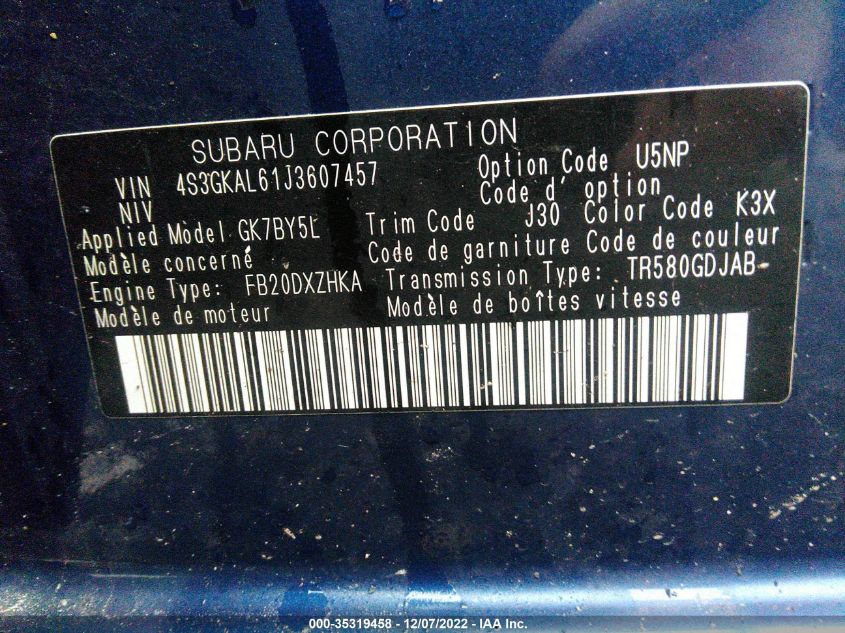 SUBARU CORPORATION
VIN 4S3GKAL61J3607457 Option Code U5NP
NIV Code d' option
Applied Model GK7BY5L Trim Code J30 Color Code K3X
Modèle concerné Code de garniture Code de couleur
Engine Type: FB20DXZHKA Transmission Type: TR580GDJAB
Modèle de moteur Modèle de boîtes vitesse
000-35319458 - 12/07/2022 - IAA Inc.